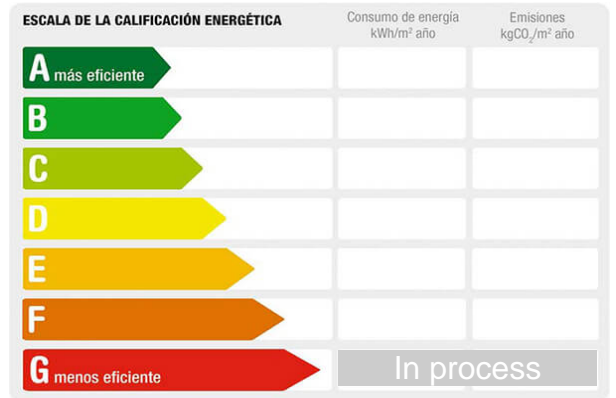 ESCALA DE LA CALIFICACIÓN ENERGÉTICA
Consumo de energía
kWh/m² año
Emisiones
kgCO₂/m² año
A más eficiente
B
C
D
E
F
G menos eficiente
In process